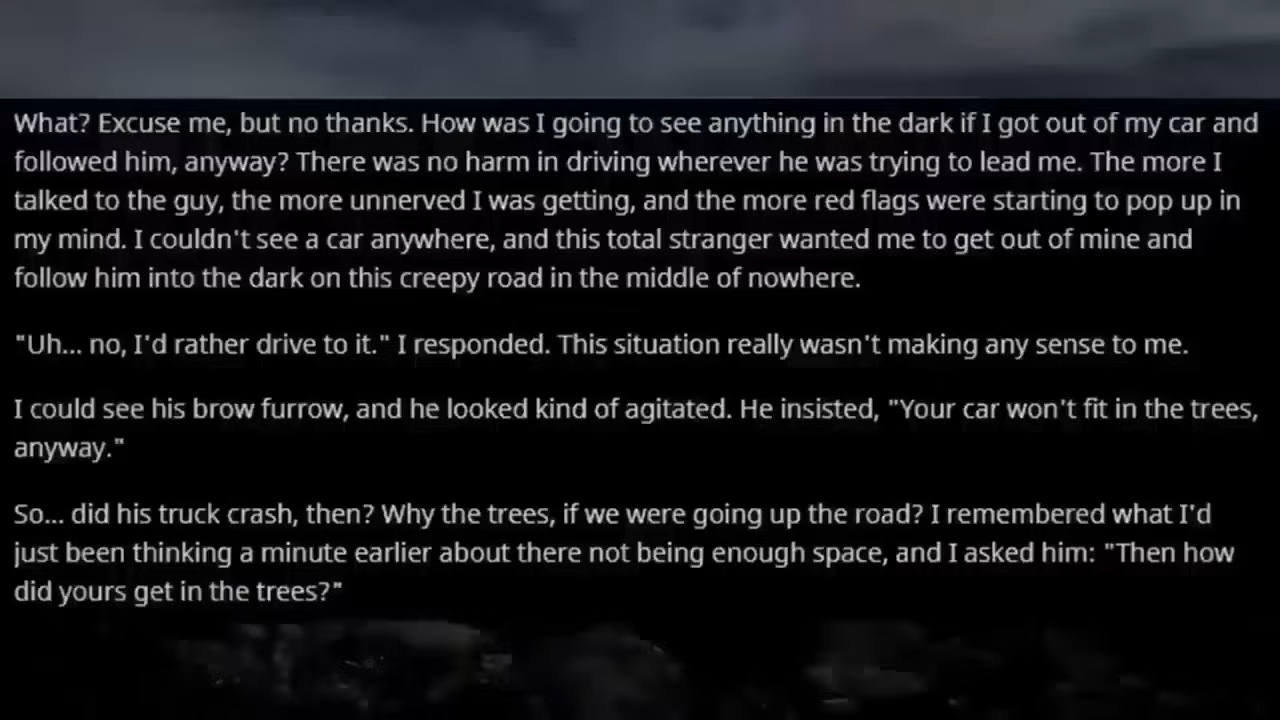 What? Excuse me, but no thanks. How was I going to see anything in the dark if I got out of my car and
followed him, anyway? There was no harm in driving wherever he was trying to lead me. The more I
talked to the guy, the more unnerved I was getting, and the more red flags were starting to pop up in
my mind. I couldn't see a car anywhere, and this total stranger wanted me to get out of mine and
follow him into the dark on this creepy road in the middle of nowhere.
"Uh... no, I'd rather drive to it." I responded. This situation really wasn't making any sense to me.
I could see his brow furrow, and he looked kind of agitated. He insisted, "Your car won't fit in the trees,
anyway."
So... did his truck crash, then? Why the trees, if we were going up the road? I remembered what I'd
just been thinking a minute earlier about there not being enough space, and I asked him: "Then how
did yours get in the trees?"